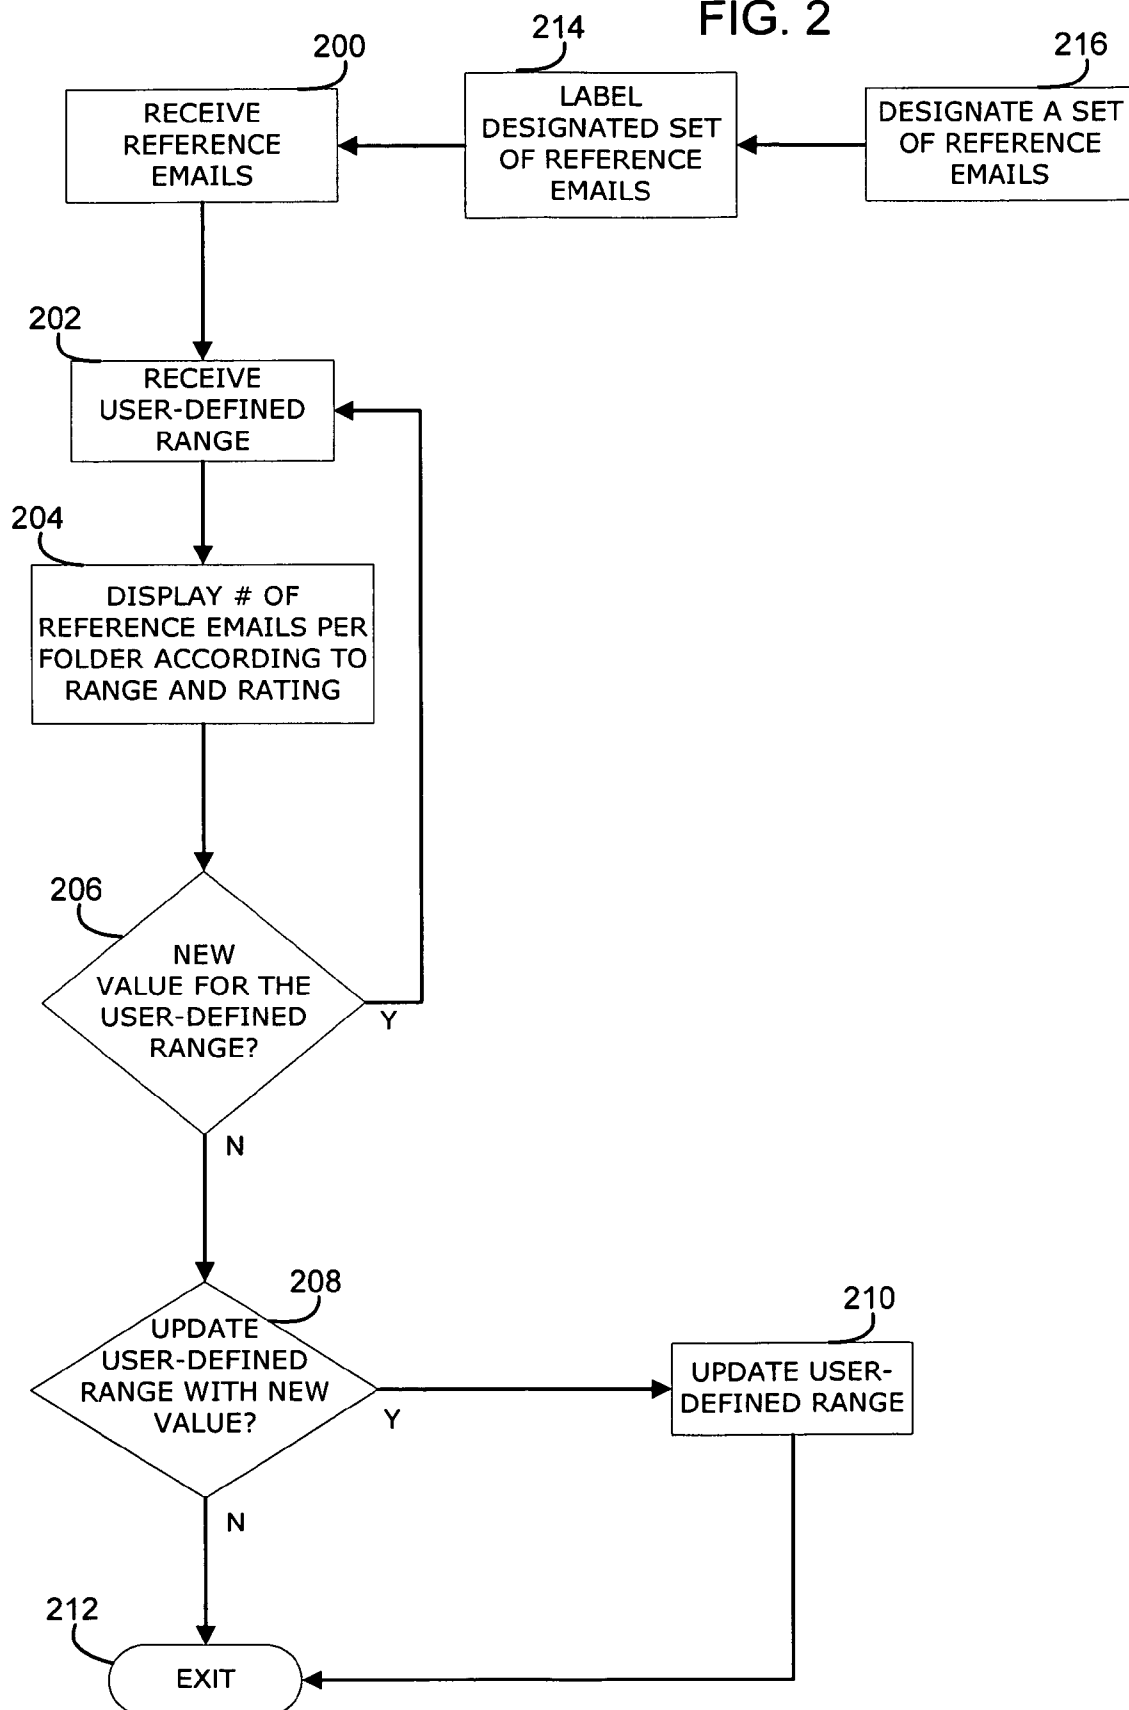 FIG. 2
200
214
216
RECEIVE
REFERENCE
EMAILS
LABEL
DESIGNATED SET
OF REFERENCE
EMAILS
DESIGNATE A SET
OF REFERENCE
EMAILS
202
RECEIVE
USER-DEFINED
RANGE
204
DISPLAY # OF
REFERENCE EMAILS PER
FOLDER ACCORDING TO
RANGE AND RATING
206
NEW
VALUE FOR THE
USER-DEFINED
RANGE?
Y
N
208
UPDATE
USER-DEFINED
RANGE WITH NEW
VALUE?
Y
N
210
UPDATE USER-
DEFINED RANGE
212
EXIT